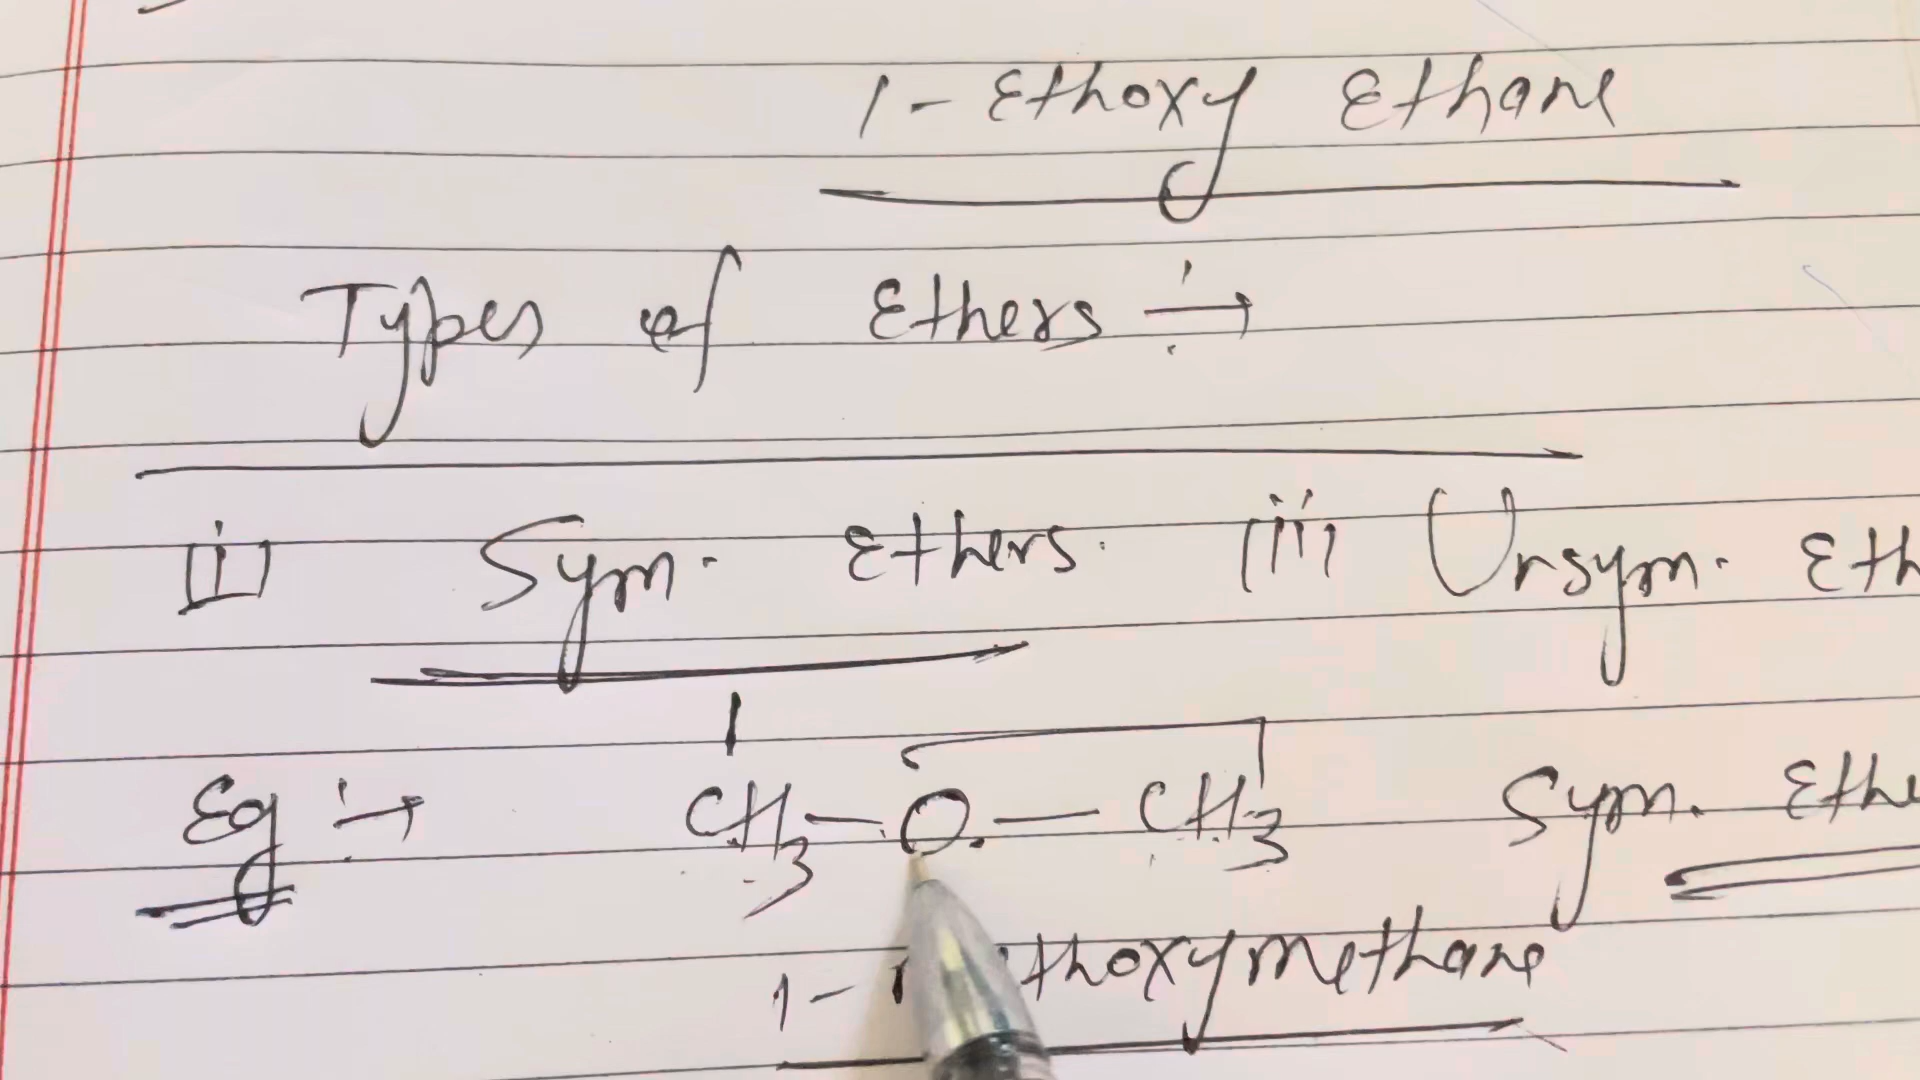 1 - Ethoxy Ethane
Types of Ethers :→
(i) Sym. Ethers. (ii) Unsym. Eth
1
Eg :→ CH3 - O - CH3 Sym. Ethe
1 - thoxymethane